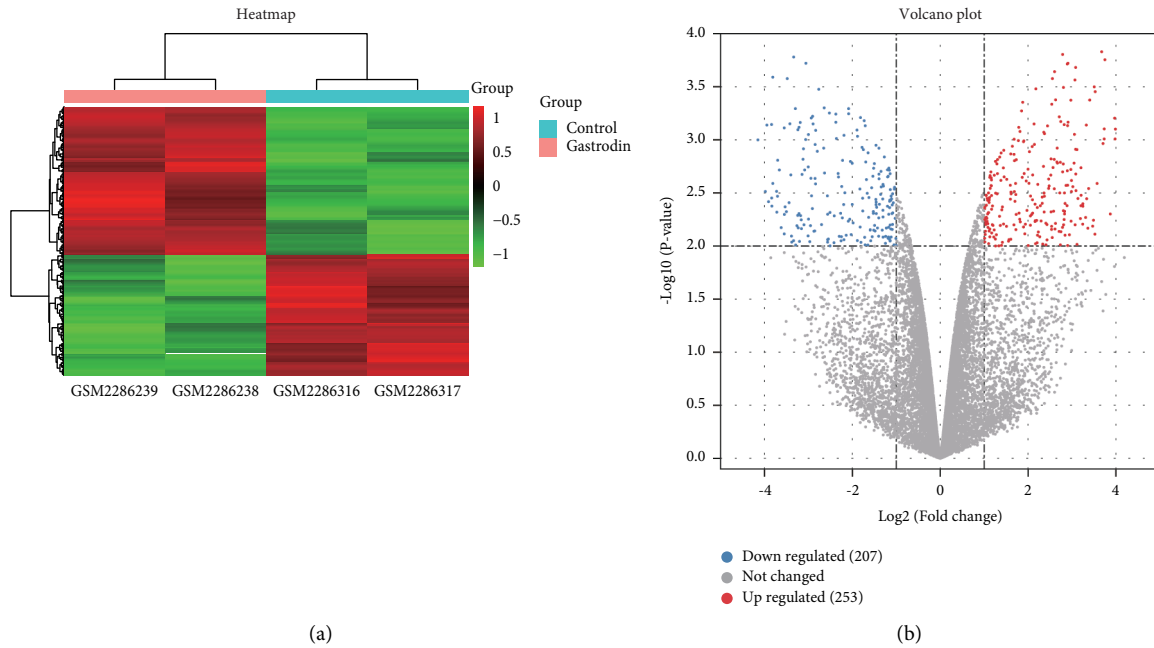 Heatmap
Group
1
0.5
0
−0.5
−1
Group
Control
Gastrodin
GSM2286239
GSM2286238
GSM2286316
GSM2286317
(a)
Volcano plot
4.0
3.5
3.0
2.5
2.0
1.5
1.0
0.5
0.0
-Log10 (P-value)
-4
-2
0
2
4
Log2 (Fold change)
Down regulated (207)
Not changed
Up regulated (253)
(b)